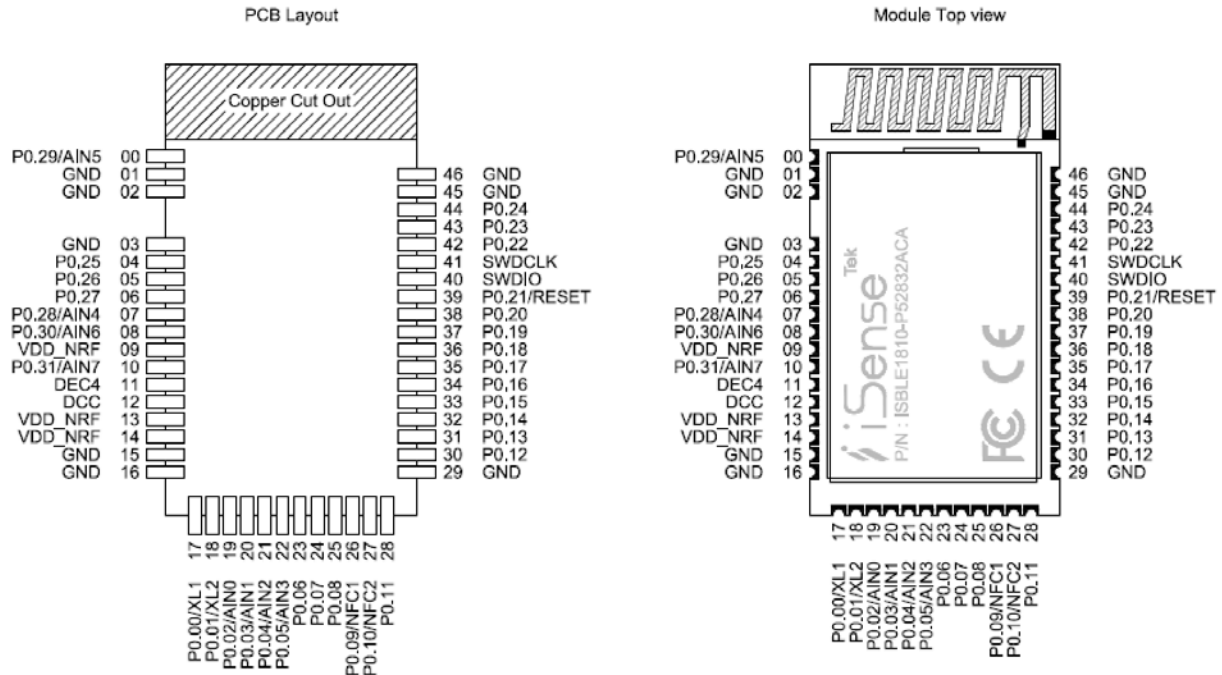 PCB Layout
Copper Cut Out
P0.29/AIN5 00
GND 01
GND 02
GND 03
P0.25 04
P0.26 05
P0.27 06
P0.28/AIN4 07
P0.30/AIN6 08
VDD_NRF 09
P0.31/AIN7 10
DEC4 11
DCC 12
VDD_NRF 13
VDD_NRF 14
GND 15
GND 16
46 GND
45 GND
44 P0.24
43 P0.23
42 P0.22
41 SWDCLK
40 SWDIO
39 P0.21/RESET
38 P0.20
37 P0.19
36 P0.18
35 P0.17
34 P0.16
33 P0.15
32 P0.14
31 P0.13
30 P0.12
29 GND
17 P0.00/XL1
18 P0.01/XL2
19 P0.02/AIN0
20 P0.03/AIN1
21 P0.04/AIN2
22 P0.05/AIN3
23 P0.06
24 P0.07
25 P0.08
26 P0.09/NFC1
27 P0.10/NFC2
28 P0.11
Module Top view
P0.29/AIN5 00
GND 01
GND 02
GND 03
P0.25 04
P0.26 05
P0.27 06
P0.28/AIN4 07
P0.30/AIN6 08
VDD_NRF 09
P0.31/AIN7 10
DEC4 11
DCC 12
VDD_NRF 13
VDD_NRF 14
GND 15
GND 16
iSense Tek
P/N : ISBLE1810-P52832ACA
FC CE
46 GND
45 GND
44 P0.24
43 P0.23
42 P0.22
41 SWDCLK
40 SWDIO
39 P0.21/RESET
38 P0.20
37 P0.19
36 P0.18
35 P0.17
34 P0.16
33 P0.15
32 P0.14
31 P0.13
30 P0.12
29 GND
17 P0.00/XL1
18 P0.01/XL2
19 P0.02/AIN0
20 P0.03/AIN1
21 P0.04/AIN2
22 P0.05/AIN3
23 P0.06
24 P0.07
25 P0.08
26 P0.09/NFC1
27 P0.10/NFC2
28 P0.11